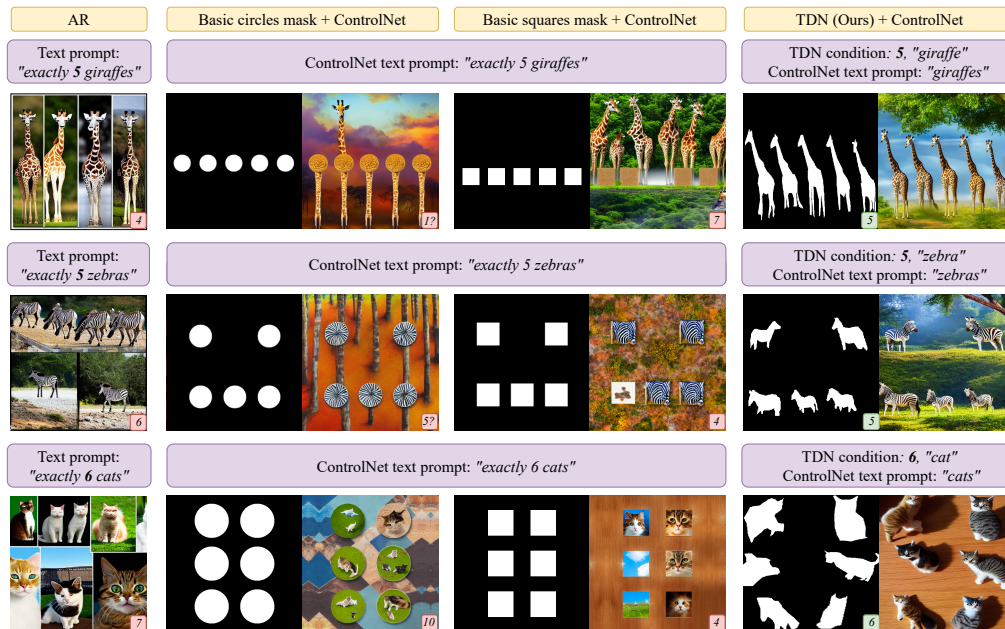 AR
Basic circles mask + ControlNet
Basic squares mask + ControlNet
TDN (Ours) + ControlNet
Text prompt:
"exactly 5 giraffes"
ControlNet text prompt: "exactly 5 giraffes"
TDN condition: 5, "giraffe"
ControlNet text prompt: "giraffes"
4
1?
7
5
Text prompt:
"exactly 5 zebras"
ControlNet text prompt: "exactly 5 zebras"
TDN condition: 5, "zebra"
ControlNet text prompt: "zebras"
6
5?
4
5
Text prompt:
"exactly 6 cats"
ControlNet text prompt: "exactly 6 cats"
TDN condition: 6, "cat"
ControlNet text prompt: "cats"
7
10
4
6